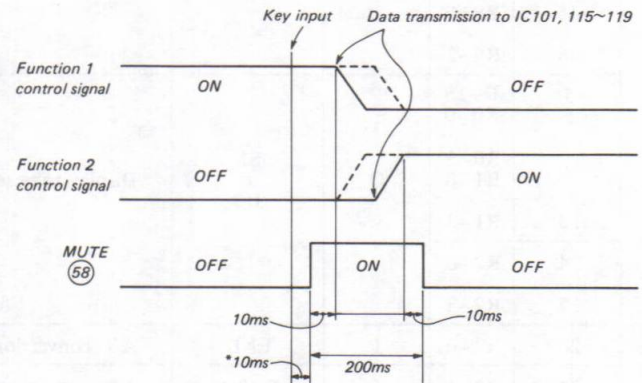 Key input
Data transmission to IC101, 115~119
Function 1
control signal
ON
OFF
Function 2
control signal
OFF
ON
MUTE
58
OFF
ON
OFF
10ms
10ms
*10ms
200ms